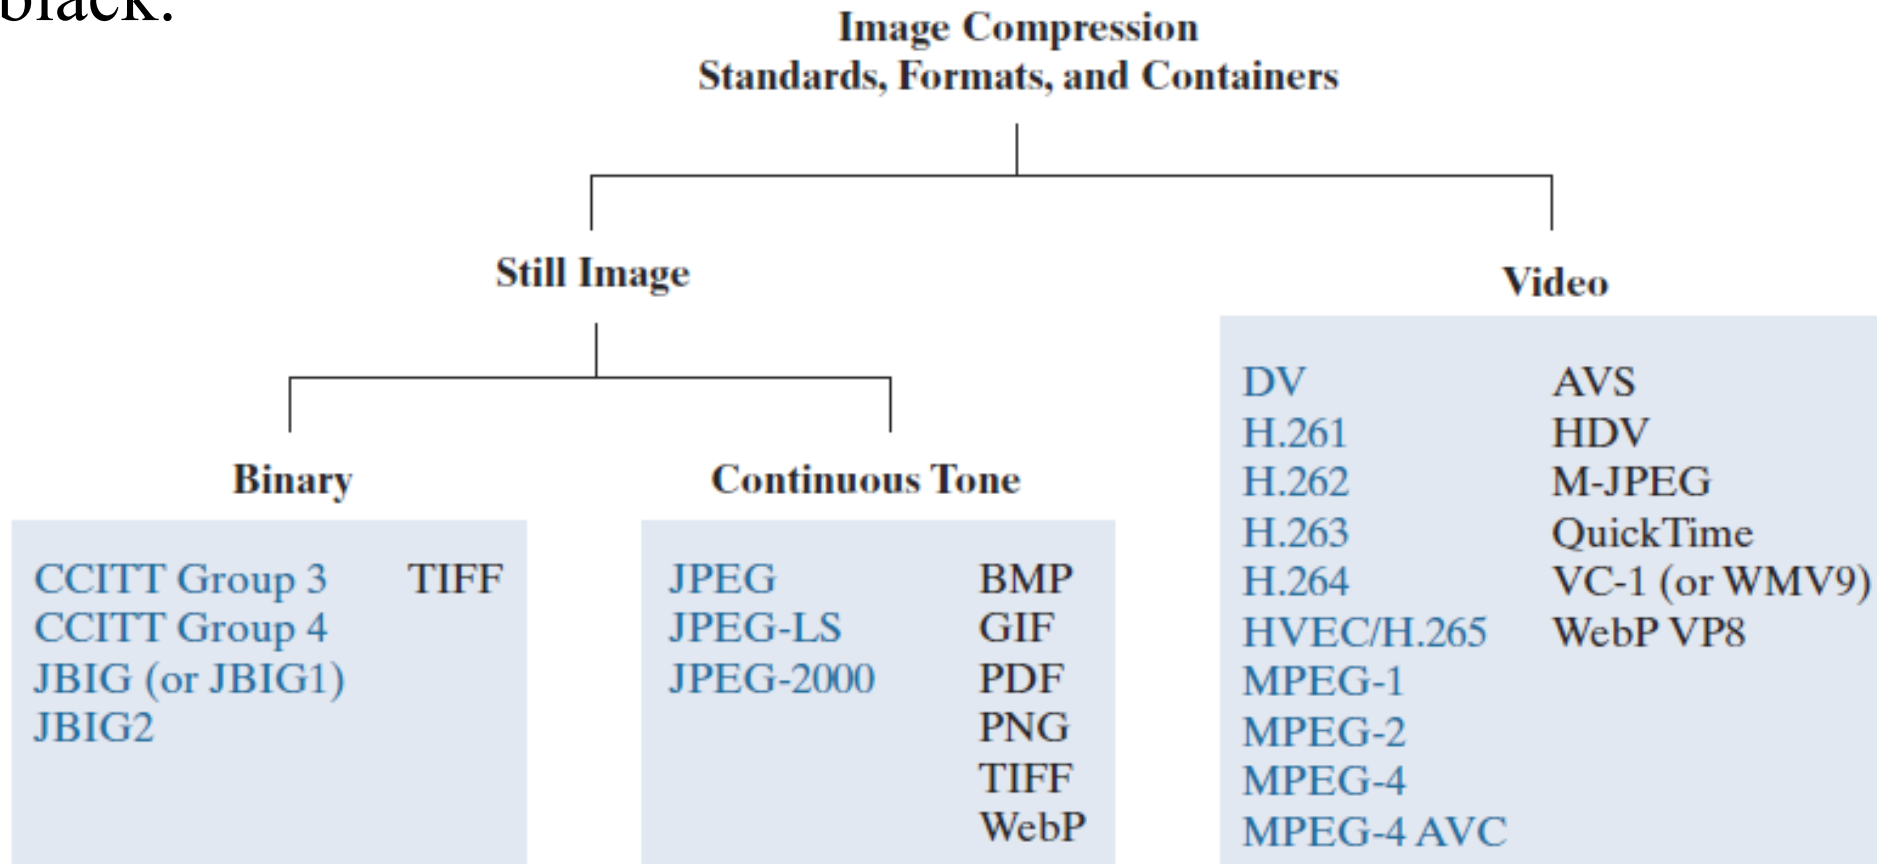 black.
Image Compression
Standards, Formats, and Containers
Still Image
Video
Binary
Continuous Tone
CCITT Group 3 TIFF
CCITT Group 4
JBIG (or JBIG1)
JBIG2
JPEG BMP
JPEG-LS GIF
JPEG-2000 PDF
PNG
TIFF
WebP
DV AVS
H.261 HDV
H.262 M-JPEG
H.263 QuickTime
H.264 VC-1 (or WMV9)
HVEC/H.265 WebP VP8
MPEG-1
MPEG-2
MPEG-4
MPEG-4 AVC